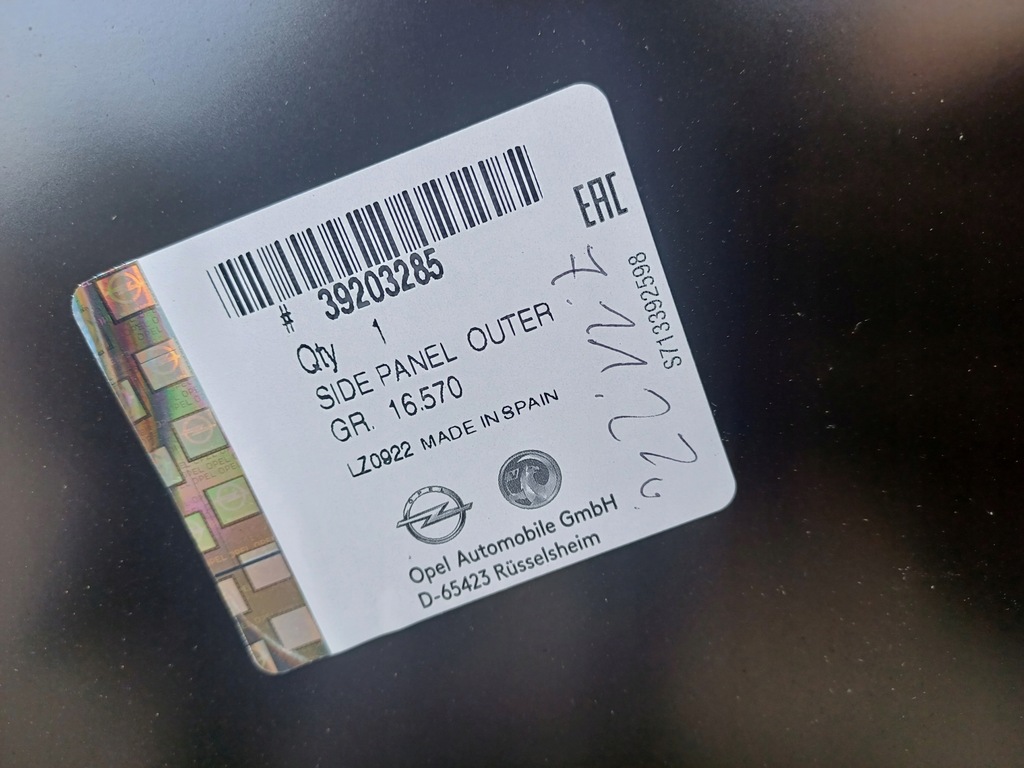 # 39203285
Qty 1
SIDE PANEL OUTER
GR. 16.570
LZ0922 MADE IN SPAIN
OPEL
Opel Automobile GmbH
D-65423 Rüsselsheim
EAC
S713392598